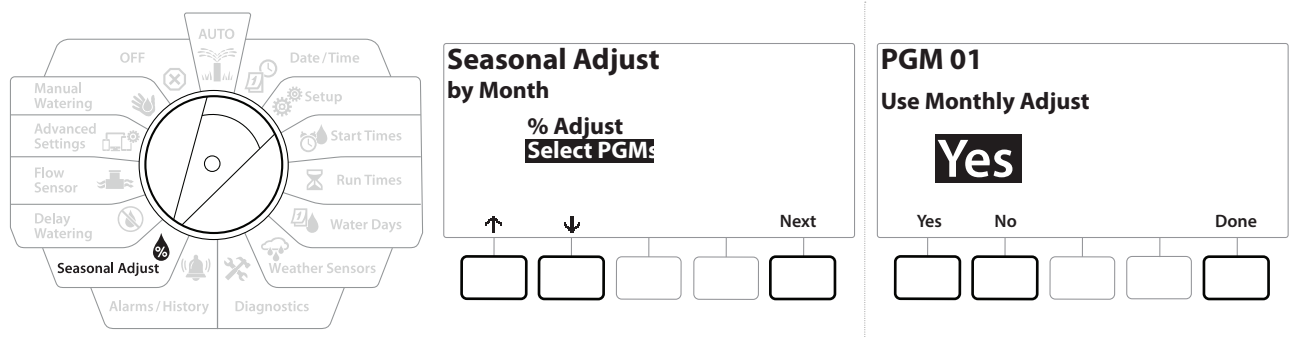 AUTO
OFF
Date/Time
Manual
Watering
Setup
Advanced
Settings
Start Times
Flow
Sensor
Run Times
Delay
Watering
Water Days
%
Seasonal Adjust
Weather Sensors
Alarms/History
Diagnostics
Seasonal Adjust
by Month
% Adjust
Select PGMs
↑ ↓ Next
PGM 01
Use Monthly Adjust
Yes
Yes No Done